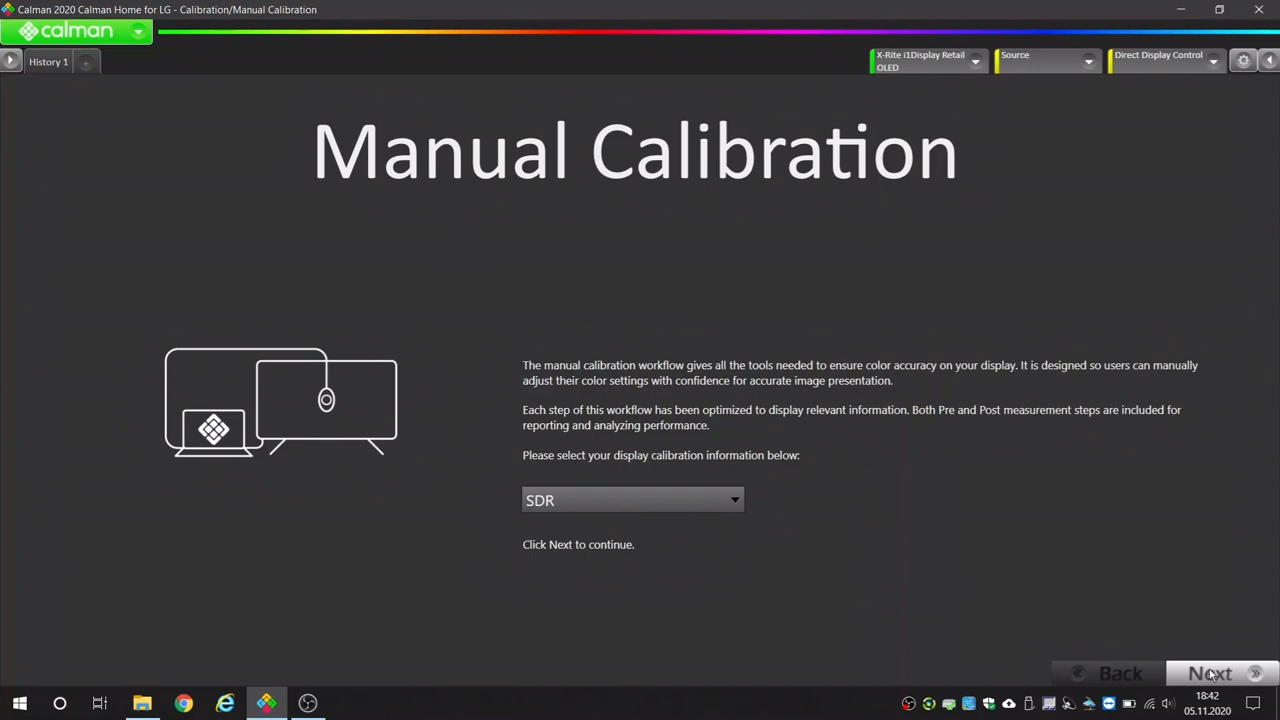 Calman 2020 Calman Home for LG - Calibration/Manual Calibration
calman
History 1
X-Rite i1Display Retail
OLED
Source
Direct Display Control
Manual Calibration
The manual calibration workflow gives all the tools needed to ensure color accuracy on your display. It is designed so users can manually
adjust their color settings with confidence for accurate image presentation.
Each step of this workflow has been optimized to display relevant information. Both Pre and Post measurement steps are included for
reporting and analyzing performance.
Please select your display calibration information below:
SDR
Click Next to continue.
Back
Next
18:42
05.11.2020